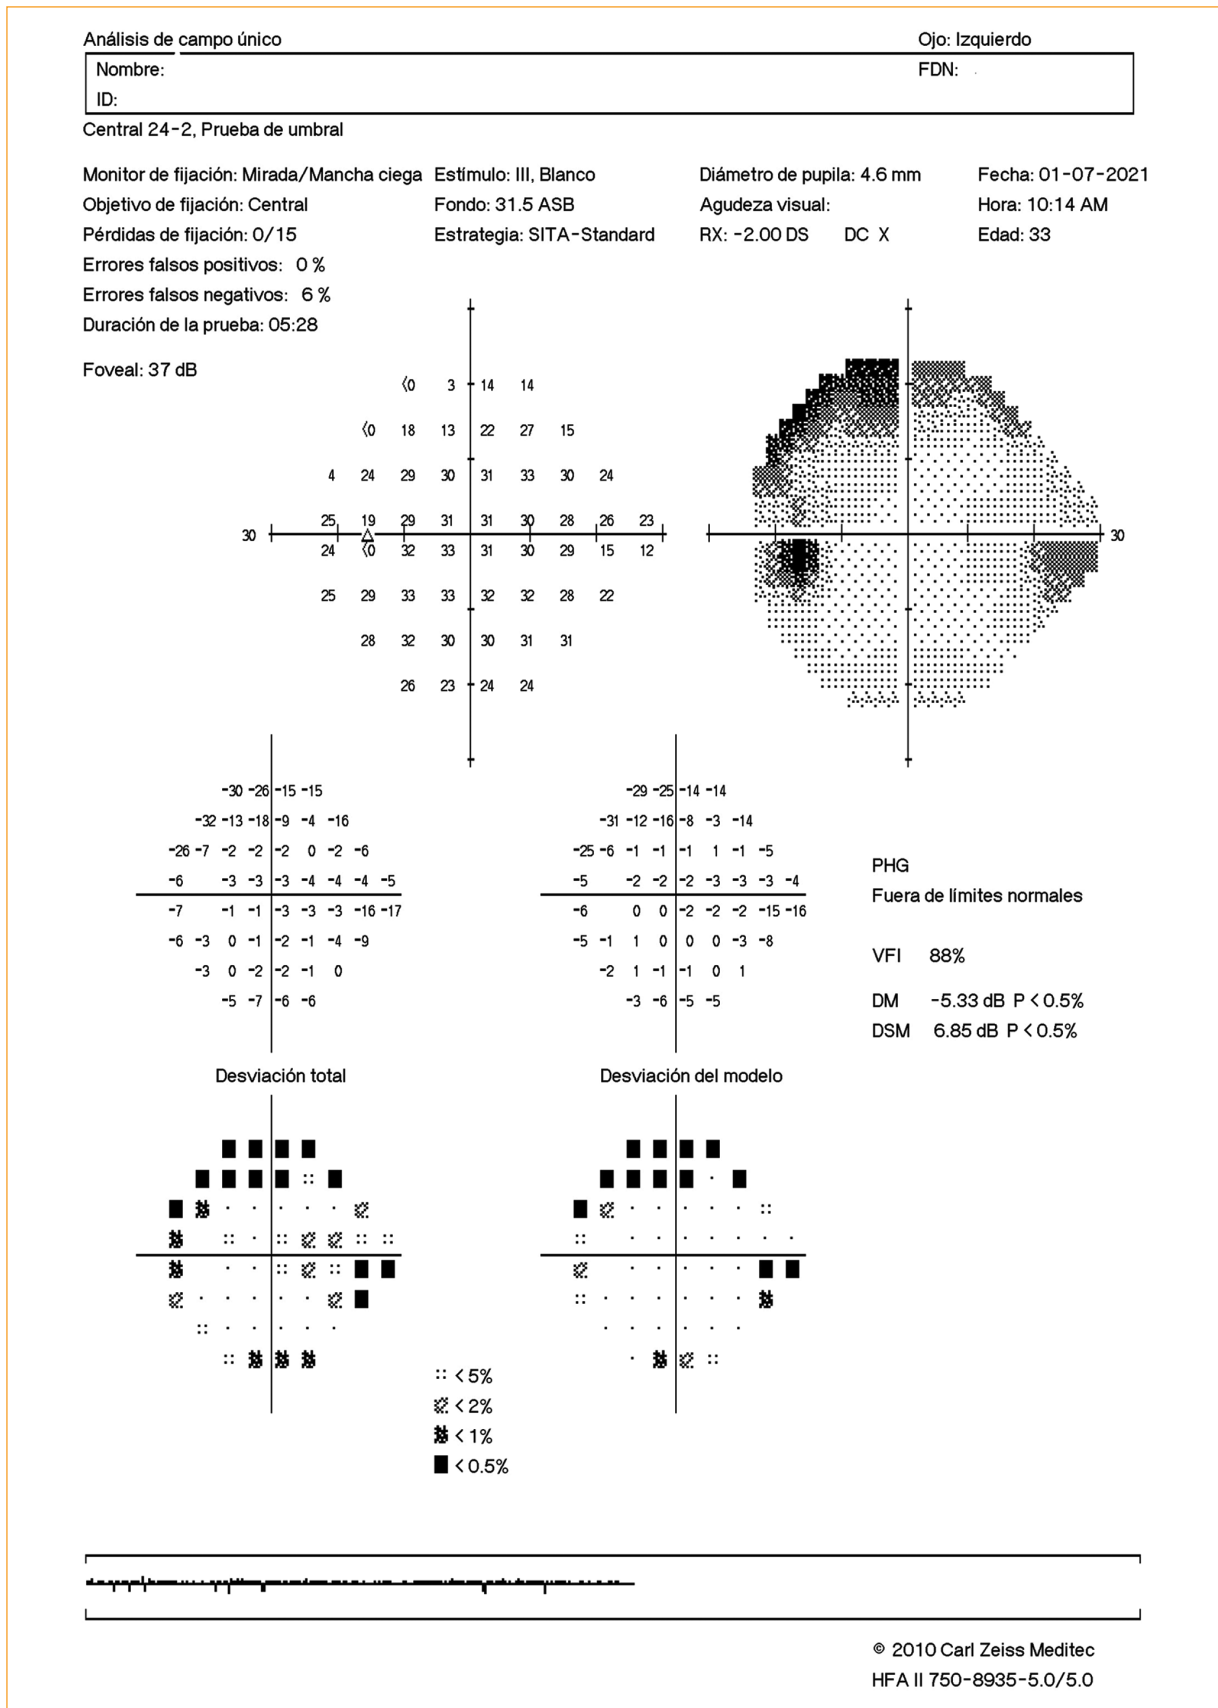 Análisis de campo único Ojo: Izquierdo
Nombre: FDN:
ID:
Central 24-2, Prueba de umbral
Monitor de fijación: Mirada/Mancha ciega Estímulo: III, Blanco Diámetro de pupila: 4.6 mm Fecha: 01-07-2021
Objetivo de fijación: Central Fondo: 31.5 ASB Agudeza visual: Hora: 10:14 AM
Pérdidas de fijación: 0/15 Estrategia: SITA-Standard RX: -2.00 DS DC X Edad: 33
Errores falsos positivos: 0 %
Errores falsos negativos: 6 %
Duración de la prueba: 05:28
Foveal: 37 dB
<0 3 14 14
<0 18 13 22 27 15
4 24 29 30 31 33 30 24
25 19 29 31 31 30 28 26 23
30 30
24 <0 32 33 31 30 29 15 12
25 29 33 33 32 32 28 22
28 32 30 30 31 31
26 23 24 24
-30 -26 -15 -15 -29 -25 -14 -14
-32 -13 -18 -9 -4 -16 -31 -12 -16 -8 -3 -14
-26 -7 -2 -2 -2 0 -2 -6 -25 -6 -1 -1 -1 1 -1 -5
-6 -3 -3 -3 -4 -4 -4 -5 -5 -2 -2 -2 -3 -3 -3 -4
-7 -1 -1 -3 -3 -3 -16 -17 -6 0 0 -2 -2 -2 -15 -16
-6 -3 0 -1 -2 -1 -4 -9 -5 -1 1 0 0 0 -3 -8
-3 0 -2 -2 -1 0 -2 1 -1 -1 0 1
-5 -7 -6 -6 -3 -6 -5 -5
PHG
Fuera de límites normales
VFI 88%
DM -5.33 dB P < 0.5%
DSM 6.85 dB P < 0.5%
Desviación total Desviación del modelo
< 5%
< 2%
< 1%
< 0.5%
© 2010 Carl Zeiss Meditec
HFA II 750-8935-5.0/5.0